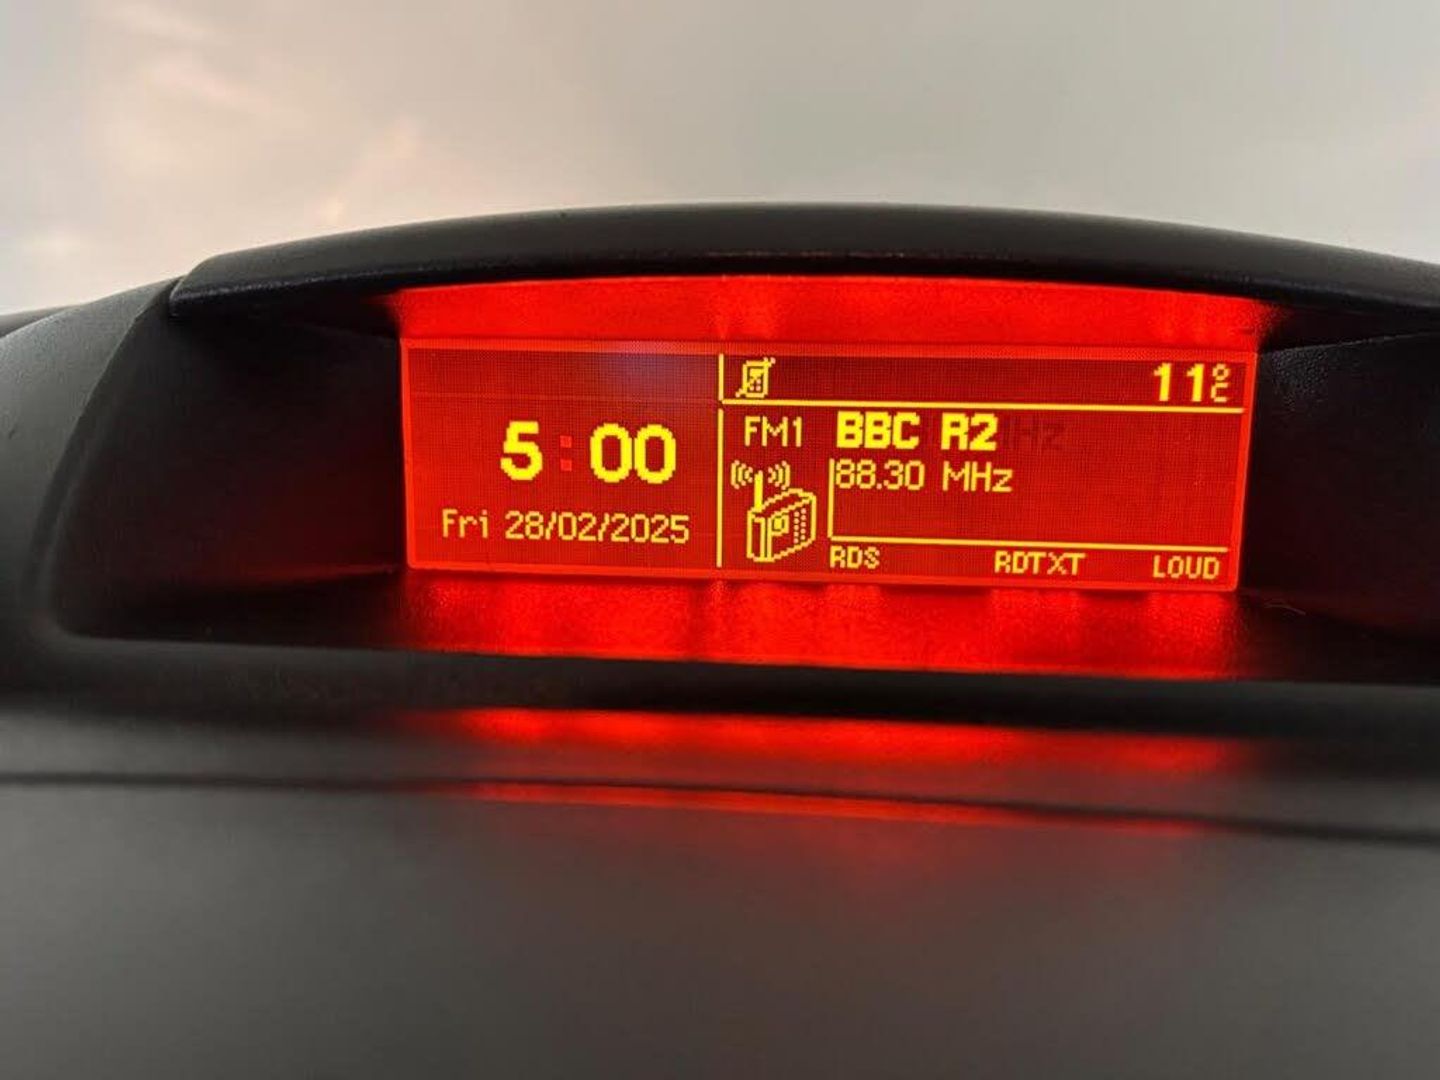 11°C
5:00
Fri 28/02/2025
FM1 BBC R2
88.30 MHz
RDS RDTXT LOUD